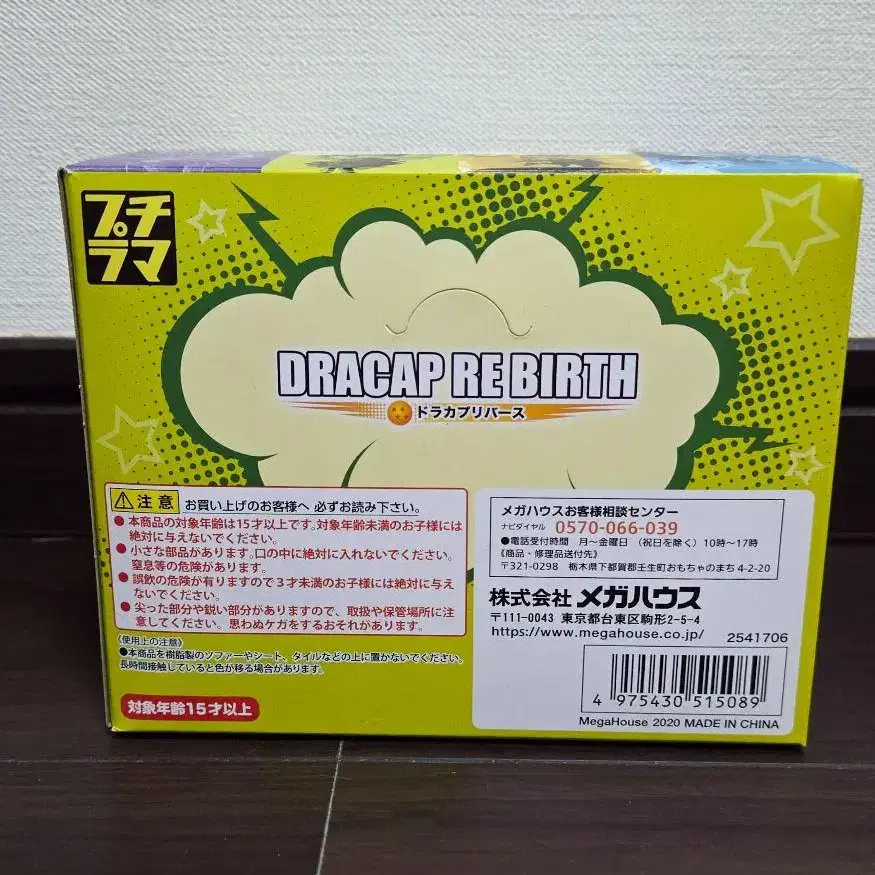 プチ
ラマ
DRACAP REBIRTH
ドラカプリバース
注意 お買い上げのお客様へ 必ずお読み下さい。
●本商品の対象年齢は15才以上です。対象年齢未満のお子様には
絶対に与えないでください。
●小さな部品があります。口の中に絶対に入れないでください。
窒息等の危険があります。
●誤飲の危険が有りますので3才未満のお子様には絶対に与え
ないでください。
●尖った部分や鋭い部分がありますので、取扱や保管場所に注
意してください。思わぬケガをするおそれがあります。
《使用上の注意》
●本商品を樹脂製のソファーやシート、タイルなどの上に置かないでください。
長時間接触していると色が移る場合があります。
対象年齢15才以上
メガハウスお客様相談センター
ナビダイヤル 0570-066-039
●電話受付時間 月~金曜日 (祝日を除く) 10時~17時
《商品・修理品送付先》
〒321-0298 栃木県下都賀郡壬生町おもちゃのまち4-2-20
株式会社メガハウス
〒111-0043 東京都台東区駒形2-5-4
https://www.megahouse.co.jp/ 2541706
4 975430 515089
MegaHouse 2020 MADE IN CHINA